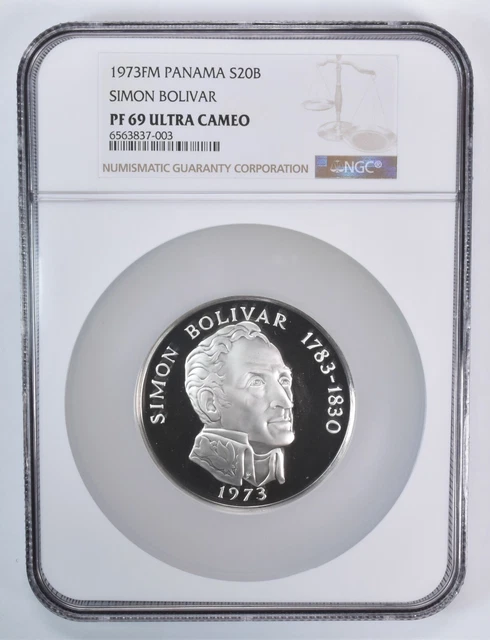 1973FM PANAMA S20B
SIMON BOLIVAR
PF 69 ULTRA CAMEO
6563837-003
NUMISMATIC GUARANTY CORPORATION
NGC®
SIMON BOLIVAR 1783-1830
1973